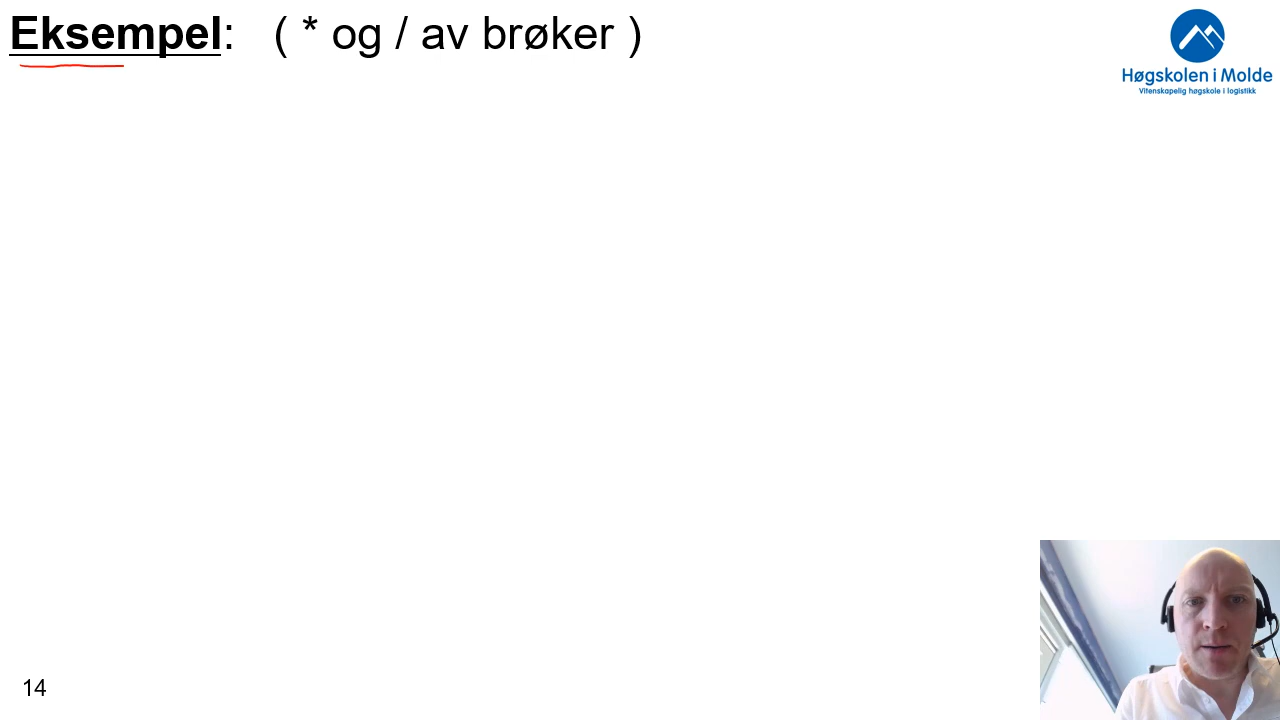 Eksempel: ( * og / av brøker )
Høgskolen i Molde
Vitenskapelig høgskole i logistikk
14